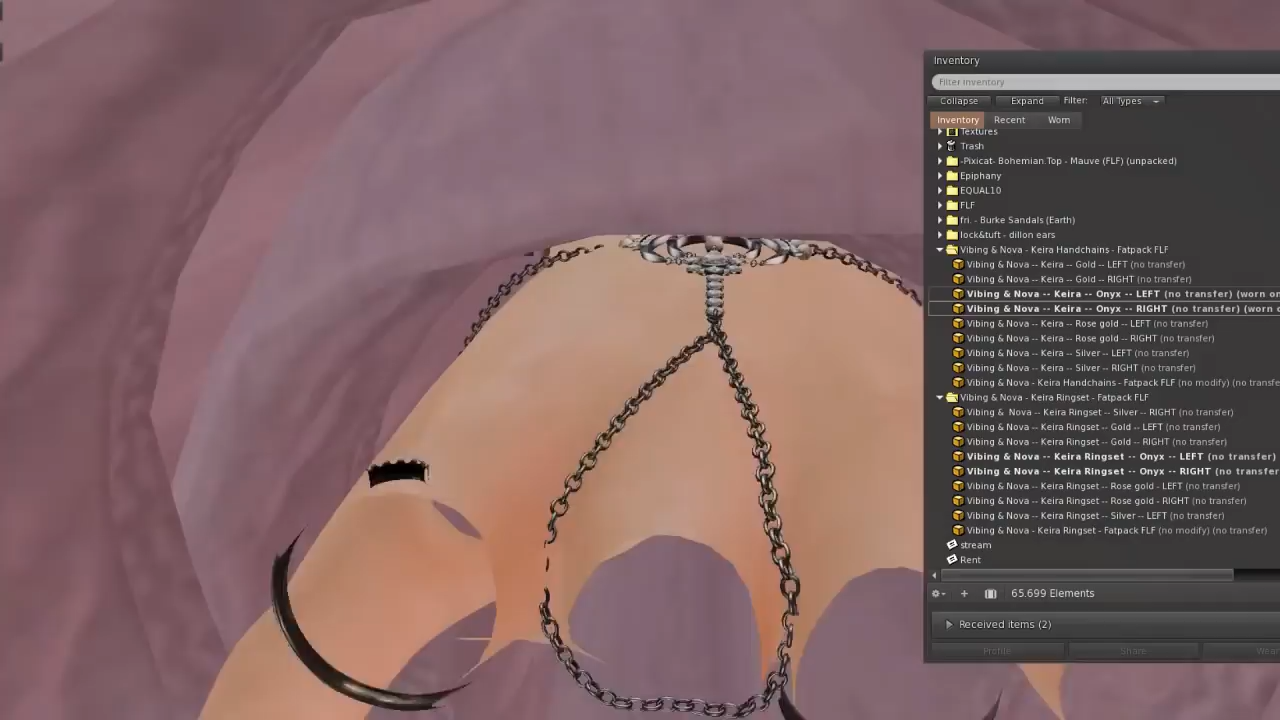 Inventory
Filter Inventory
Collapse Expand Filter: All Types
Inventory Recent Worn
Textures
Trash
-Pixicat- Bohemian.Top - Mauve (FLF) (unpacked)
Epiphany
EQUAL10
FLF
fri. - Burke Sandals (Earth)
lock&tuft - dillon ears
Vibing & Nova - Keira Handchains - Fatpack FLF
Vibing & Nova -- Keira -- Gold -- LEFT (no transfer)
Vibing & Nova -- Keira -- Gold -- RIGHT (no transfer)
Vibing & Nova -- Keira -- Onyx -- LEFT (no transfer) (worn or
Vibing & Nova -- Keira -- Onyx -- RIGHT (no transfer) (worn o
Vibing & Nova -- Keira -- Rose gold -- LEFT (no transfer)
Vibing & Nova -- Keira -- Rose gold -- RIGHT (no transfer)
Vibing & Nova -- Keira -- Silver -- LEFT (no transfer)
Vibing & Nova -- Keira -- Silver -- RIGHT (no transfer)
Vibing & Nova - Keira Handchains - Fatpack FLF (no modify) (no transfe
Vibing & Nova - Keira Ringset - Fatpack FLF
Vibing & Nova -- Keira Ringset -- Silver -- RIGHT (no transfer)
Vibing & Nova -- Keira Ringset -- Gold -- LEFT (no transfer)
Vibing & Nova -- Keira Ringset -- Gold -- RIGHT (no transfer)
Vibing & Nova -- Keira Ringset -- Onyx -- LEFT (no transfer)
Vibing & Nova -- Keira Ringset -- Onyx -- RIGHT (no transfer
Vibing & Nova -- Keira Ringset -- Rose gold - LEFT (no transfer)
Vibing & Nova -- Keira Ringset -- Rose gold - RIGHT (no transfer)
Vibing & Nova -- Keira Ringset -- Silver -- LEFT (no transfer)
Vibing & Nova - Keira Ringset - Fatpack FLF (no modify) (no transfer)
stream
Rent
65.699 Elements
Received items (2)
Profile Share Wear